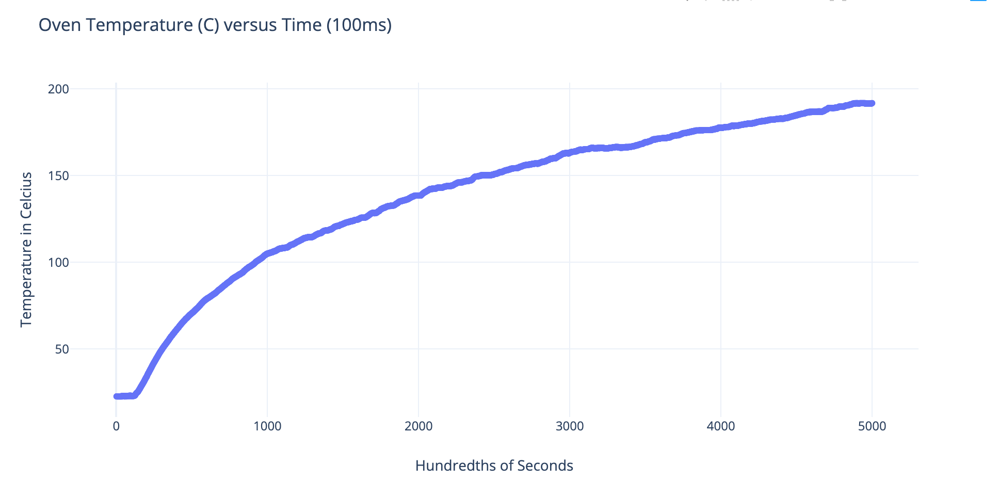 Oven Temperature (C) versus Time (100ms)
200
150
100
50
Temperature in Celcius
0 1000 2000 3000 4000 5000
Hundredths of Seconds